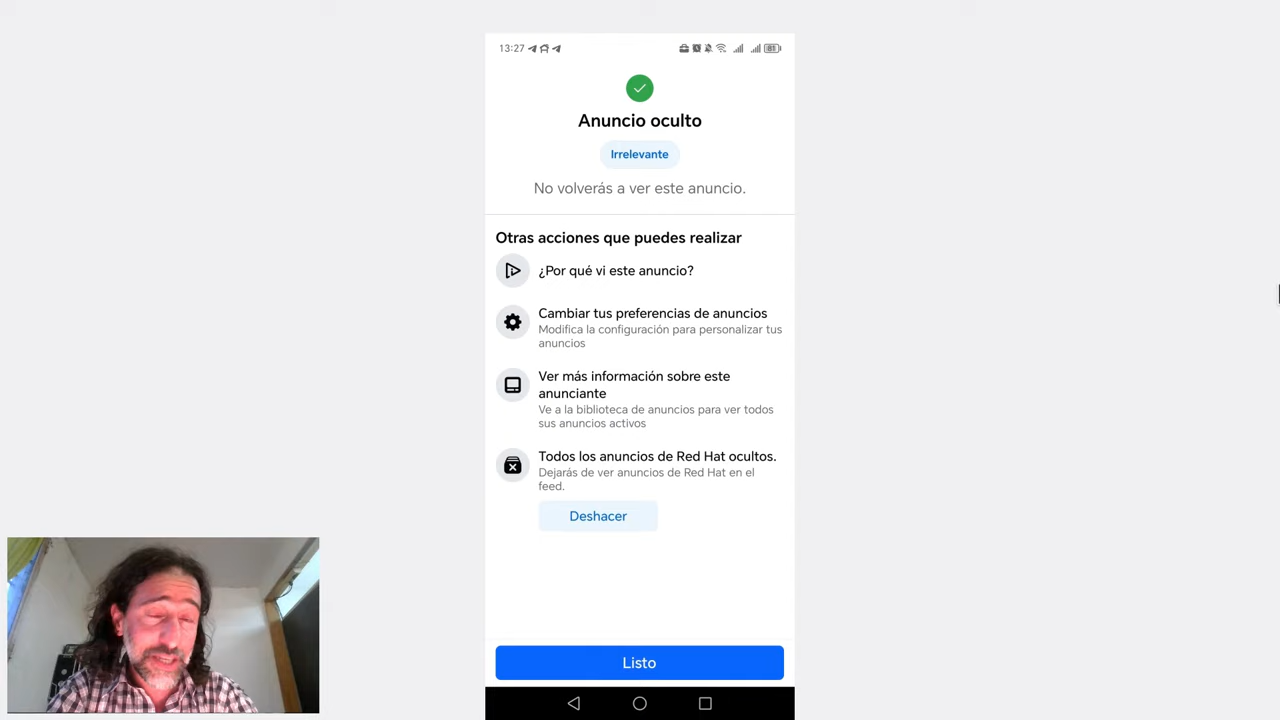 13:27
Anuncio oculto
Irrelevante
No volverás a ver este anuncio.
Otras acciones que puedes realizar
¿Por qué vi este anuncio?
Cambiar tus preferencias de anuncios
Modifica la configuración para personalizar tus
anuncios
Ver más información sobre este
anunciante
Ve a la biblioteca de anuncios para ver todos
sus anuncios activos
Todos los anuncios de Red Hat ocultos.
Dejarás de ver anuncios de Red Hat en el
feed.
Deshacer
Listo